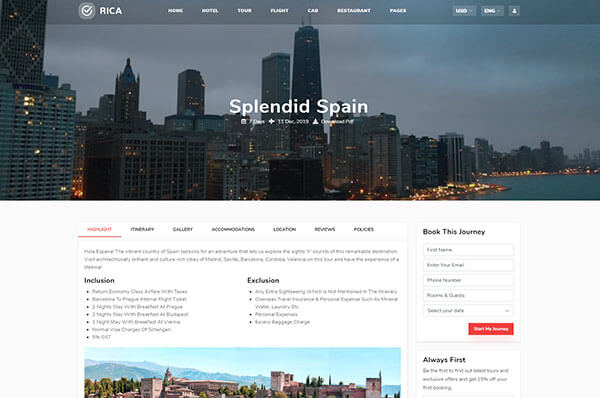 RICA
HOME HOTEL TOUR FLIGHT CAB RESTAURANT PAGES
USD ENG
Splendid Spain
7 Days 11 Dec, 2019 Download Pdf
HIGHLIGHT ITINERARY GALLERY ACCOMMODATIONS LOCATION REVIEWS POLICIES
Hola Espana! The vibrant country of Spain beckons for an adventure that lets us explore the sights 'n' sounds of this remarkable destination.
Visit architecturally brilliant and culture-rich cities of Madrid, Seville, Barcelona, Cordoba, Valencia on this tour and have the experience of a
lifetime!
Inclusion
Return Economy Class Airfare With Taxes
Barcelona To Prague Internal Flight Ticket
2 Nights Stay With Breakfast At Prague
2 Nights Stay With Breakfast At Budapest
1 Night Stay With Breakfast At Vienna
Normal Visa Charges Of Schengen
5% GST
Exclusion
Any Extra Sightseeing Which Is Not Mentioned In The Itinerary
Overseas Travel Insurance & Personal Expense Such As Mineral
Water, Laundry Etc
Personal Expenses
Excess Baggage Charge
Book This Journey
First Name
Enter Your Email
Phone Number
Rooms & Guests
Select your date
Start My Journey
Always First
Be the first to find out latest tours and
exclusive offers and get 15% off your
first booking.